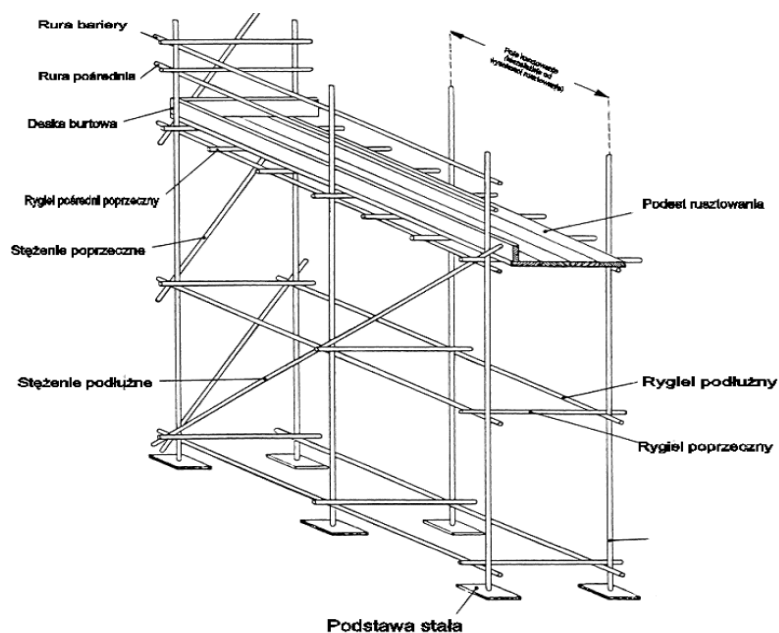 Rura bariery
Rura pośrednia
Deska burtowa
Rygiel pośredni poprzeczny
Stężenie poprzeczne
Stężenie podłużne
Podstawa stała
Podest rusztowania
Rygiel podłużny
Rygiel poprzeczny